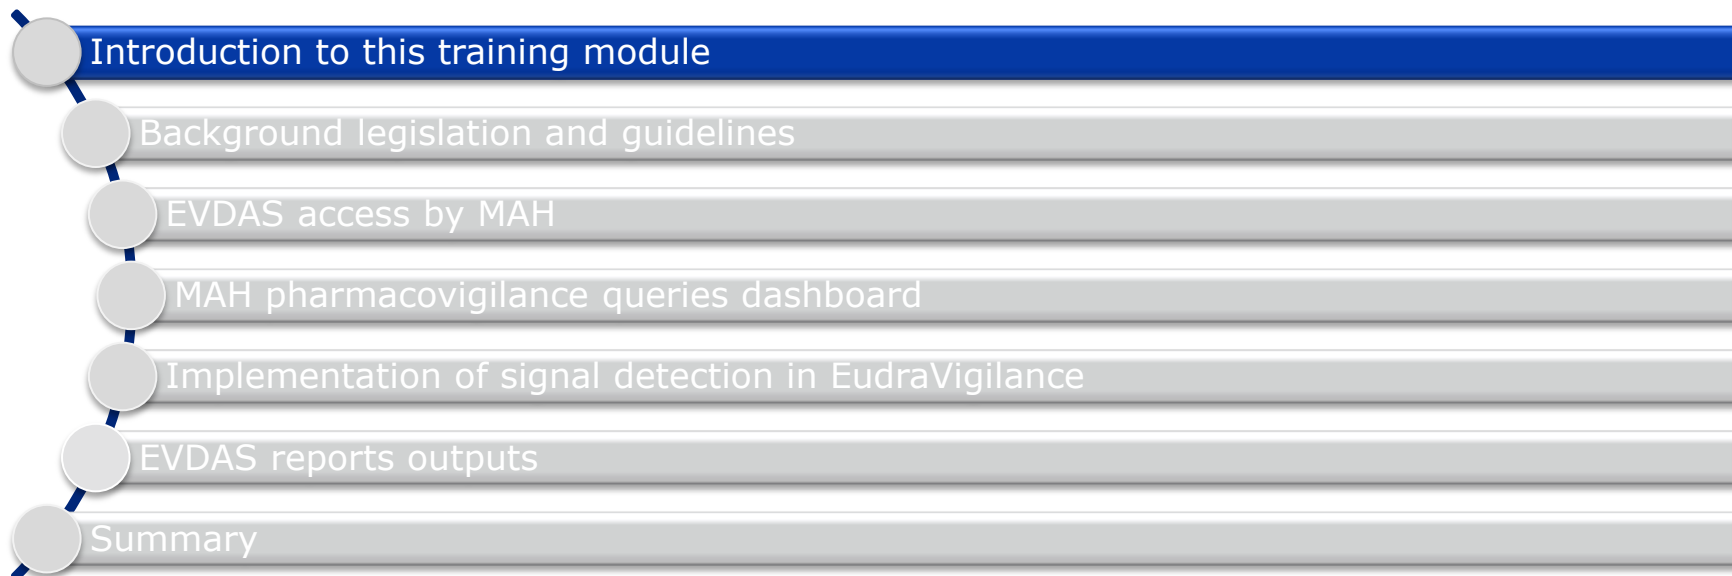 Introduction to this training module
Background legislation and guidelines
EVDAS access by MAH
MAH pharmacovigilance queries dashboard
Implementation of signal detection in EudraVigilance
EVDAS reports outputs
Summary